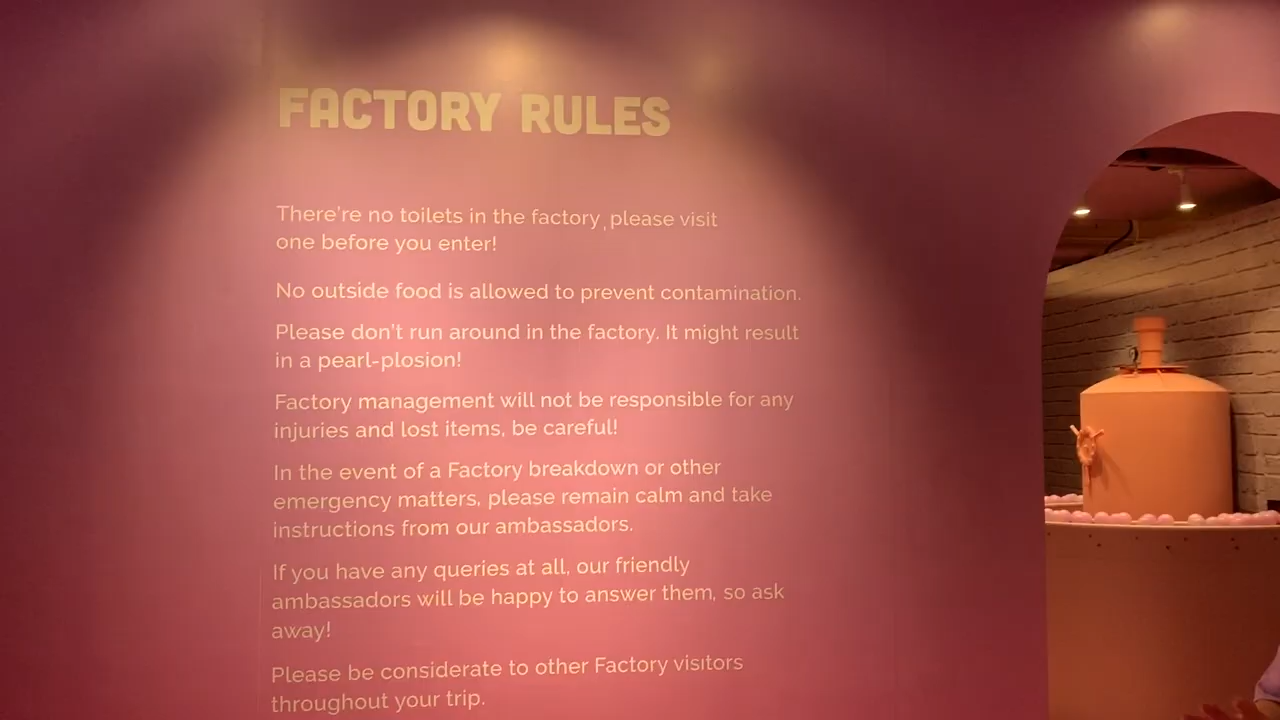 FACTORY RULES
There're no toilets in the factory, please visit
one before you enter!
No outside food is allowed to prevent contamination.
Please don't run around in the factory. It might result
in a pearl-plosion!
Factory management will not be responsible for any
injuries and lost items, be careful!
In the event of a Factory breakdown or other
emergency matters, please remain calm and take
instructions from our ambassadors.
If you have any queries at all, our friendly
ambassadors will be happy to answer them, so ask
away!
Please be considerate to other Factory visitors
throughout your trip.